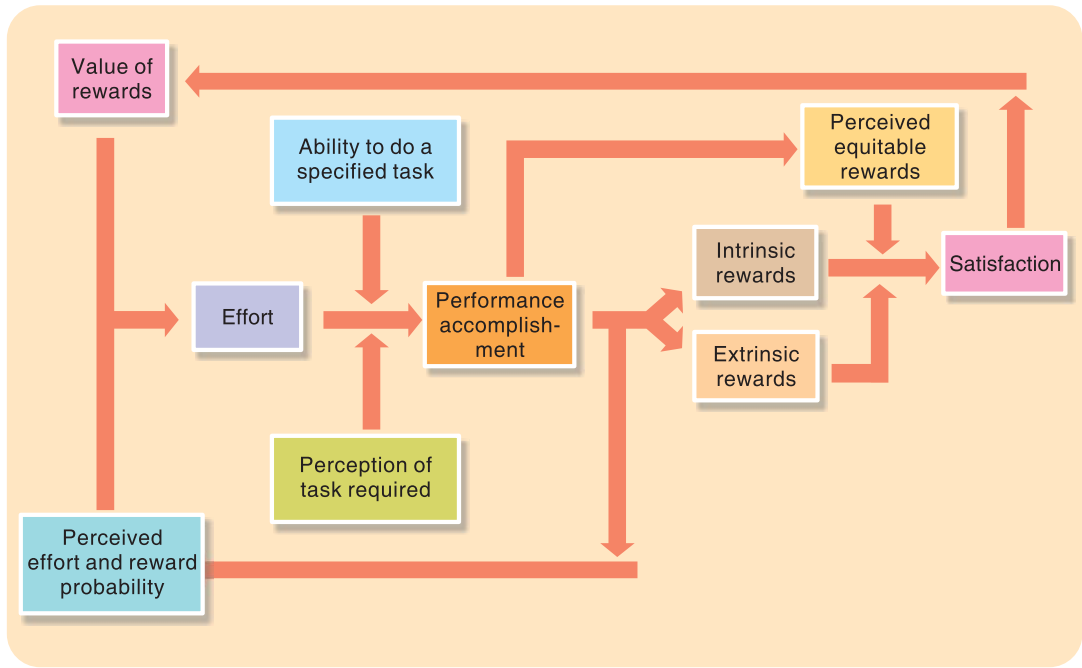 Value of
rewards
Ability to do a
specified task
Perceived
equitable
rewards
Intrinsic
rewards
Satisfaction
Effort
Performance
accomplish-
ment
Extrinsic
rewards
Perception of
task required
Perceived
effort and reward
probability